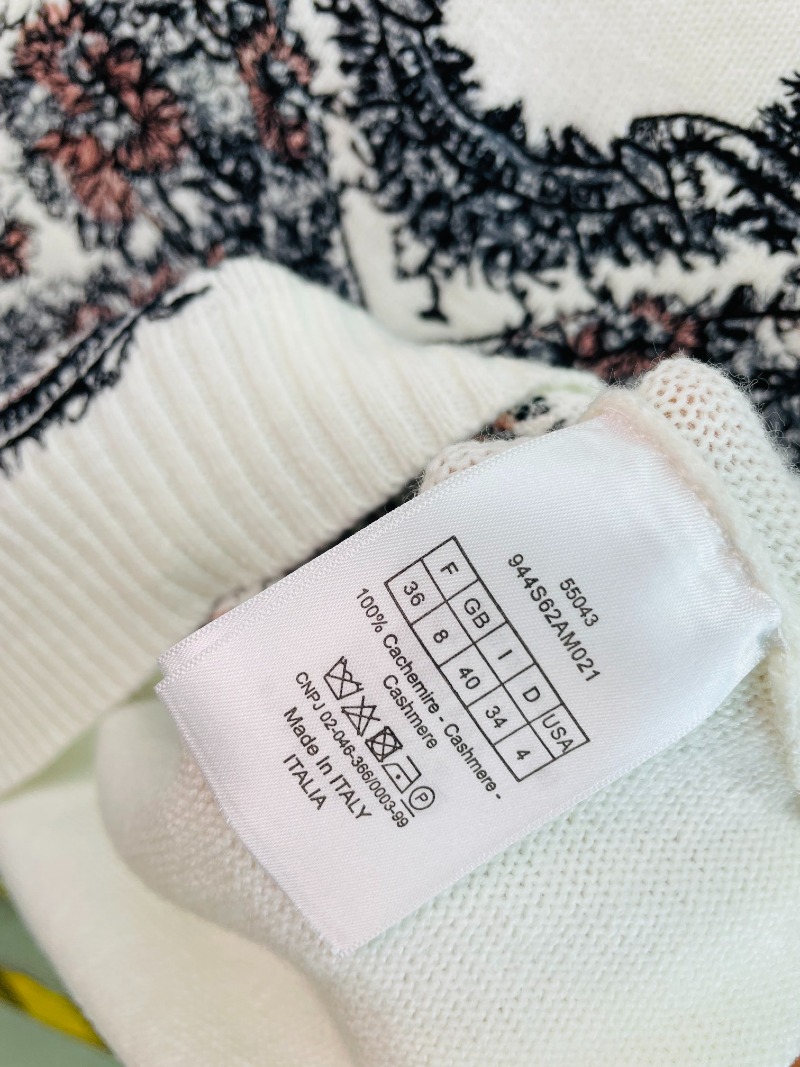 55043
944S62AM021
F GB I D USA
36 8 40 34 4
100% Cachemire - Cashmere -
Cashmere
P
CNPJ 02-046-366/0003-99
Made In ITALY
ITALIA